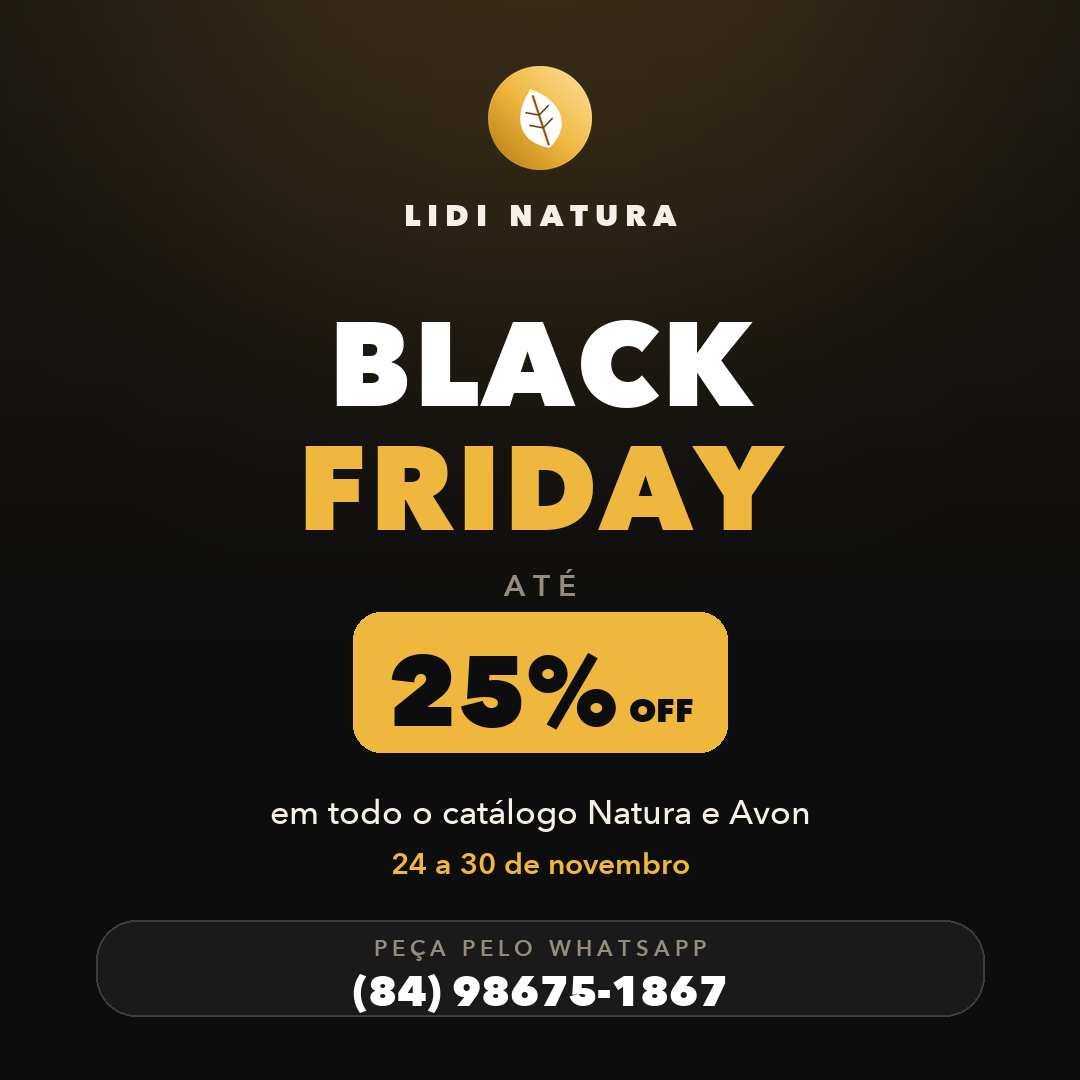 LIDI NATURA
BLACK
FRIDAY
ATÉ
25% OFF
em todo o catálogo Natura e Avon
24 a 30 de novembro
PEÇA PELO WHATSAPP
(84) 98675-1867